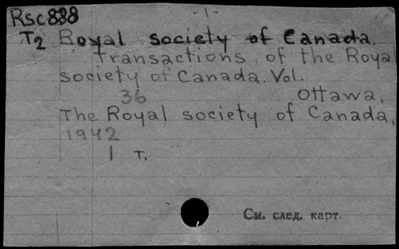 Rsc838 -1-
T2 Royal society of Canada.
Transactions of the Royal
society of Canada. Vol.
36 Ottawa,
The Royal society of Canada,
1942
1 т.
См. след. карт.